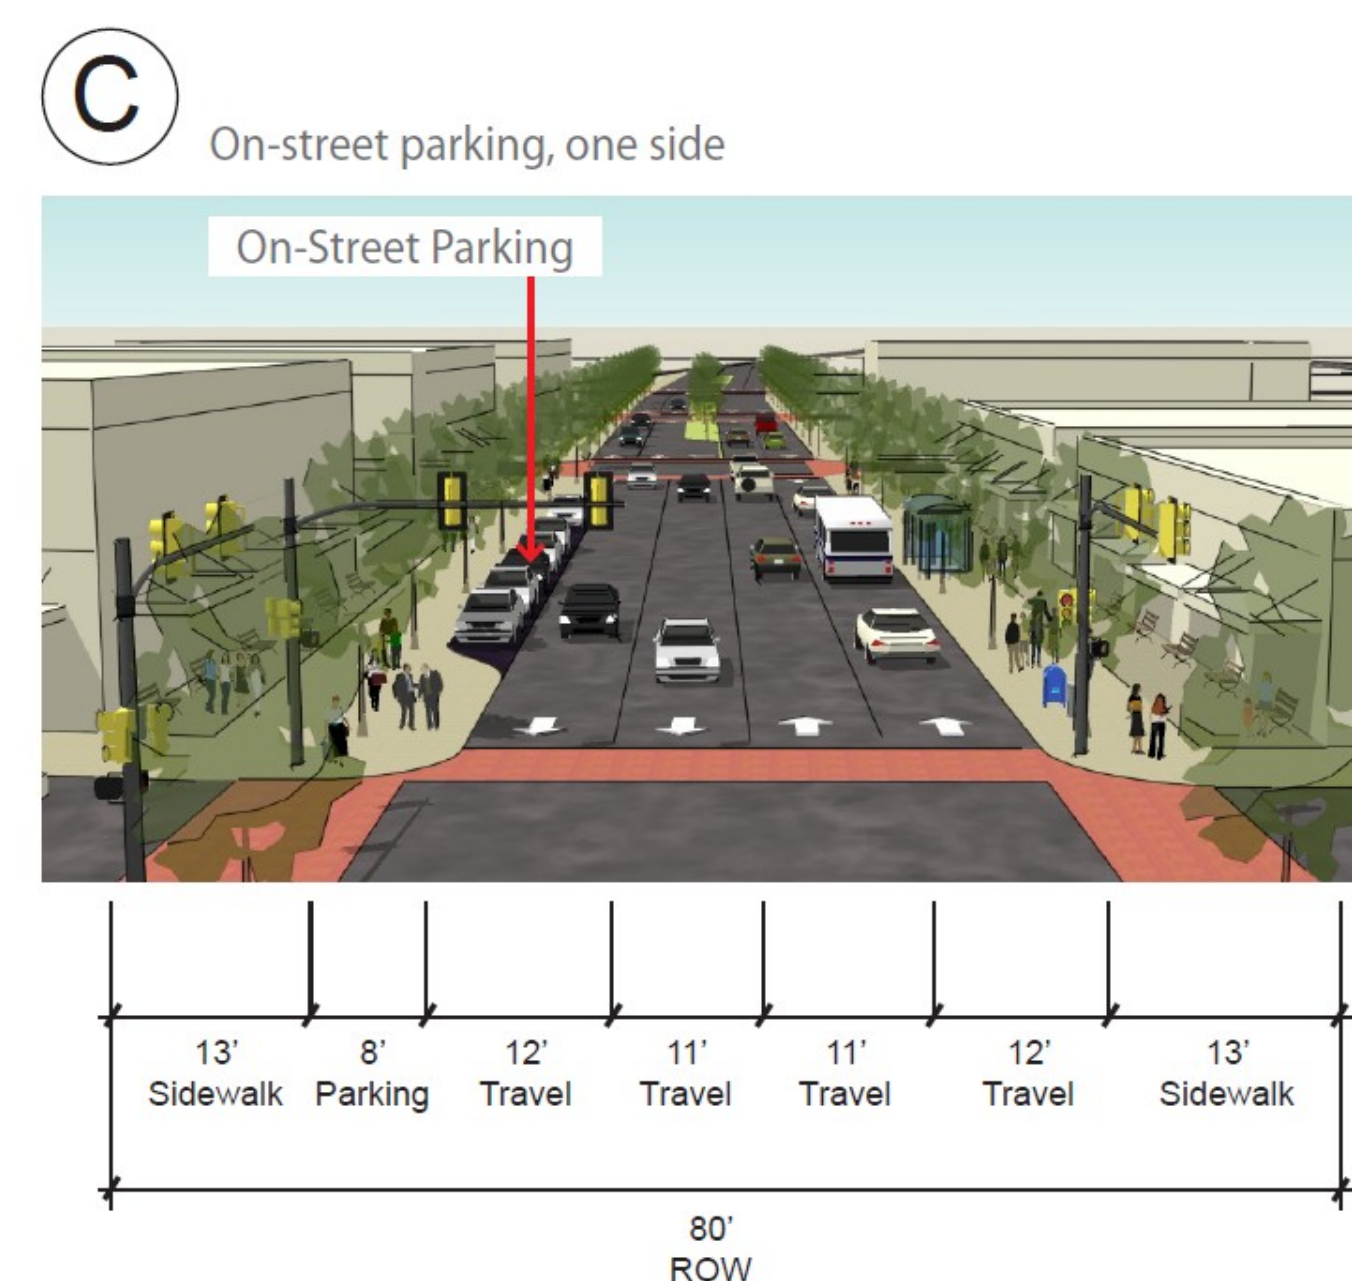 C
On-street parking, one side
On-Street Parking
13’ 8’ 12’ 11’ 11’ 12’ 13’
Sidewalk Parking Travel Travel Travel Travel Sidewalk
80’
ROW